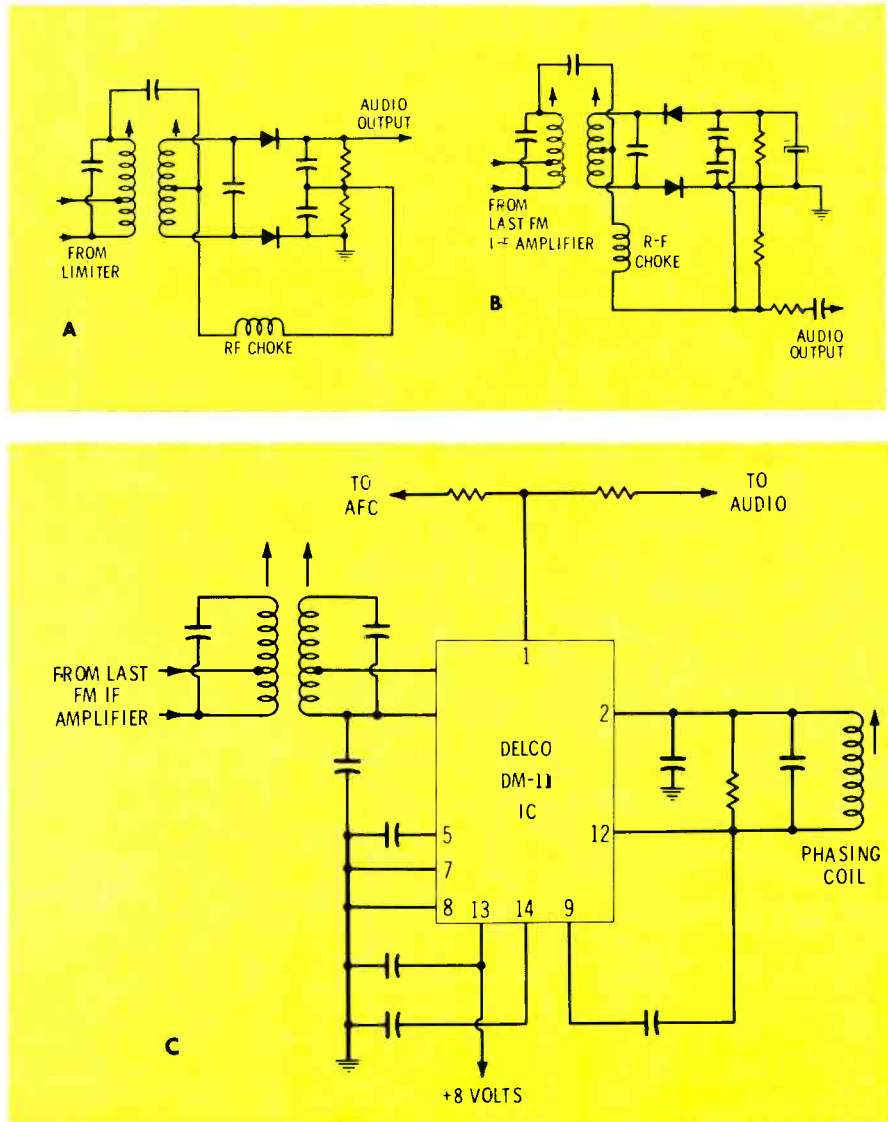 AUDIO
OUTPUT
FROM
LIMITER
A
RF CHOKE
FROM
LAST FM
I-F AMPLIFIER
R-F
CHOKE
B
AUDIO
OUTPUT
TO
AFC
TO
AUDIO
FROM LAST
FM IF
AMPLIFIER
1
2
DELCO
DM-11
IC
5
12
7
8
13
14
9
PHASING
COIL
C
+8 VOLTS